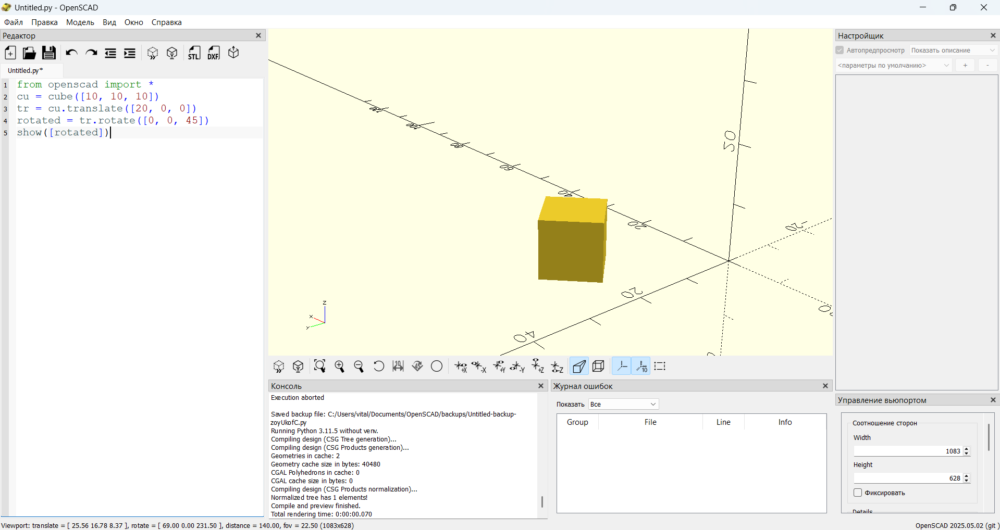 Untitled.py - OpenSCAD
Файл Правка Модель Вид Окно Справка
Редактор
STL DXF
Untitled.py*
1 from openscad import *
2 cu = cube([10, 10, 10])
3 tr = cu.translate([20, 0, 0])
4 rotated = tr.rotate([0, 0, 45])
5 show([rotated])
50
20
20
20
40
z
x
y
10 45 +X -X +Y -Y +Z -Z 10
Консоль
Execution aborted
Saved backup file: C:/Users/vital/Documents/OpenSCAD/backups/Untitled-backup-
zoyUkofC.py
Running Python 3.11.5 without venv.
Compiling design (CSG Tree generation)...
Compiling design (CSG Products generation)...
Geometries in cache: 2
Geometry cache size in bytes: 40480
CGAL Polyhedrons in cache: 0
CGAL cache size in bytes: 0
Compiling design (CSG Products normalization)...
Normalized tree has 1 elements!
Compile and preview finished.
Total rendering time: 0:00:00.070
Журнал ошибок
Показать Все
Group File Line Info
Настройщик
Автопредпросмотр Показать описание
<параметры по умолчанию> + -
Управление вьюпортом
Соотношение сторон
Width
1083
Height
628
Фиксировать
Details
Viewport: translate = [ 25.56 16.78 8.37 ], rotate = [ 69.00 0.00 231.50 ], distance = 140.00, fov = 22.50 (1083x628)
OpenSCAD 2025.05.02 (git )